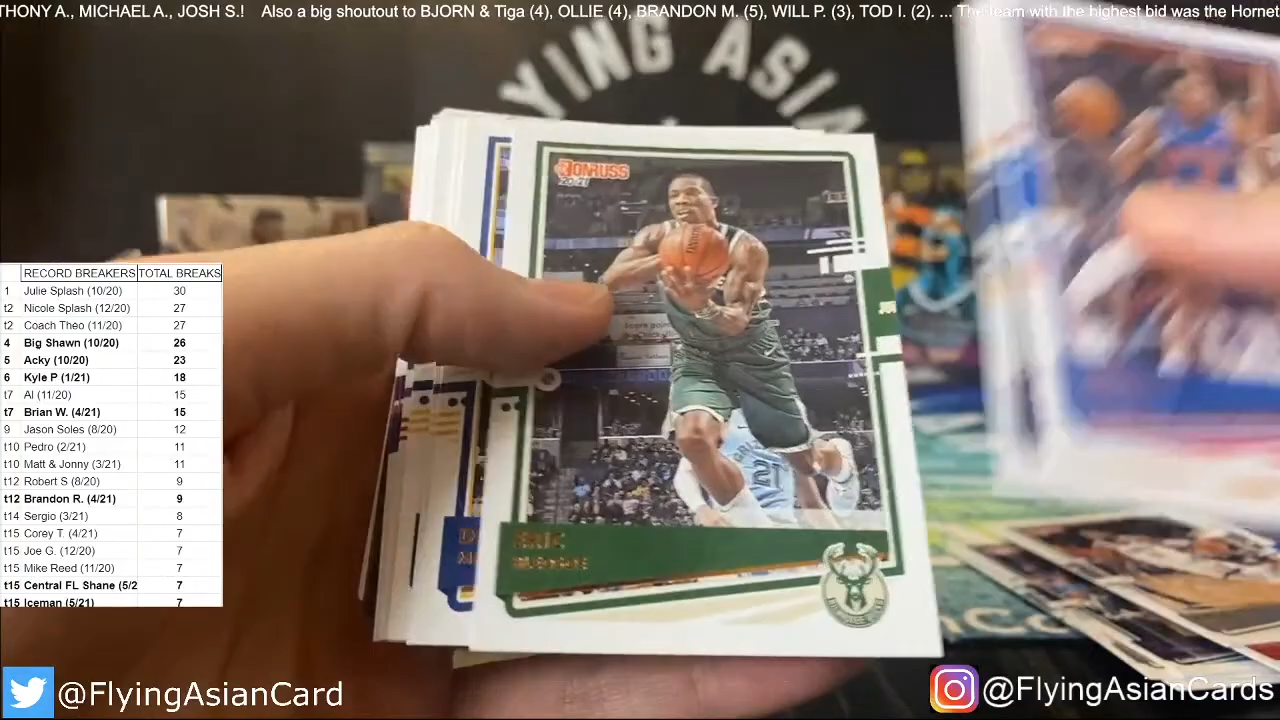 THONY A., MICHAEL A., JOSH S.! Also a big shoutout to BJORN & Tiga (4), OLLIE (4), BRANDON M. (5), WILL P. (3), TOD I. (2). ... The team with the highest bid was the Hornet
YING ASIA
RECORD BREAKERS TOTAL BREAKS
1 Julie Splash (10/20) 30
t2 Nicole Splash (12/20) 27
t2 Coach Theo (11/20) 27
4 Big Shawn (10/20) 26
5 Acky (10/20) 23
6 Kyle P (1/21) 18
t7 Al (11/20) 15
t7 Brian W. (4/21) 15
9 Jason Soles (8/20) 12
t10 Pedro (2/21) 11
t10 Matt & Jonny (3/21) 11
t12 Robert S (8/20) 9
t12 Brandon R. (4/21) 9
t14 Sergio (3/21) 8
t15 Corey T. (4/21) 7
t15 Joe G. (12/20) 7
t15 Mike Reed (11/20) 7
t15 Central FL Shane (5/2 7
t15 Iceman (5/21) 7
DONRUSS
20-21
ERIC
BLEDSOE
@FlyingAsianCard
@FlyingAsianCards